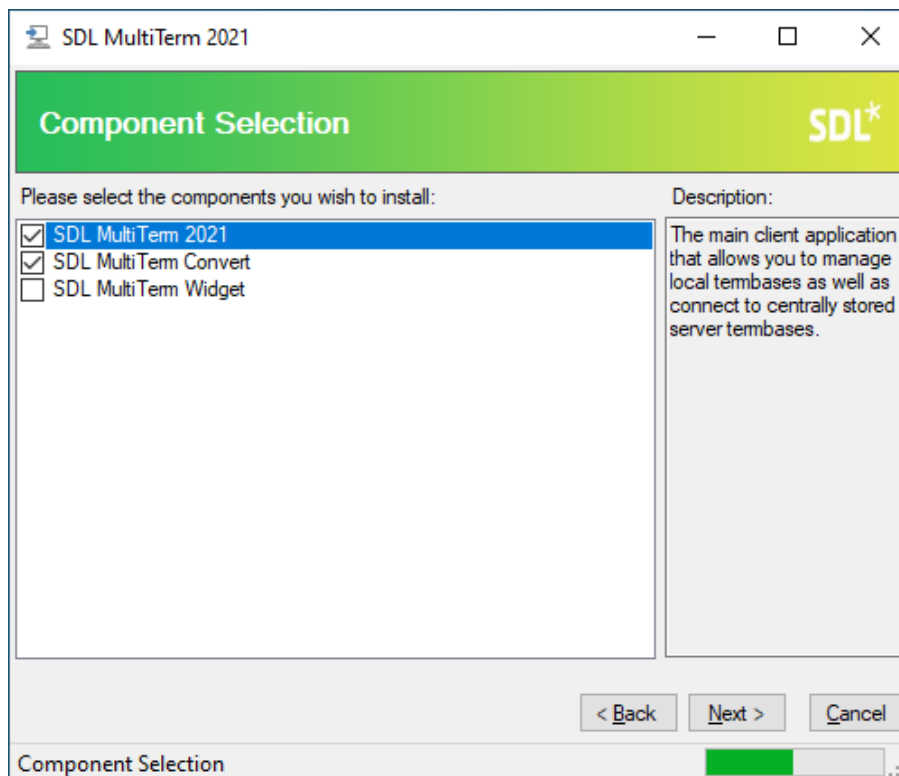 SDL MultiTerm 2021
Component Selection
SDL*
Please select the components you wish to install:
Description:
SDL MultiTerm 2021
SDL MultiTerm Convert
SDL MultiTerm Widget
The main client application
that allows you to manage
local termbases as well as
connect to centrally stored
server termbases.
< Back
Next >
Cancel
Component Selection